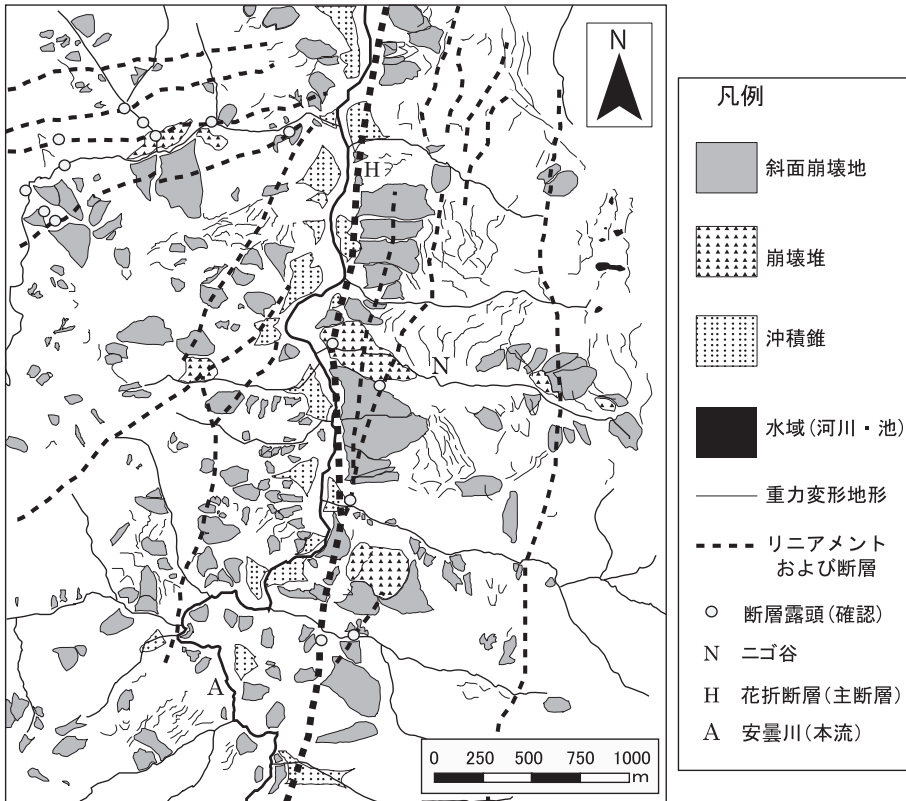 N
H
N
A
0 250 500 750 1000
m
凡例
斜面崩壊地
崩壊堆
沖積錐
水域(河川・池)
重力変形地形
リニアメント
および断層
断層露頭(確認)
N ニゴ谷
H 花折断層(主断層)
A 安曇川(本流)